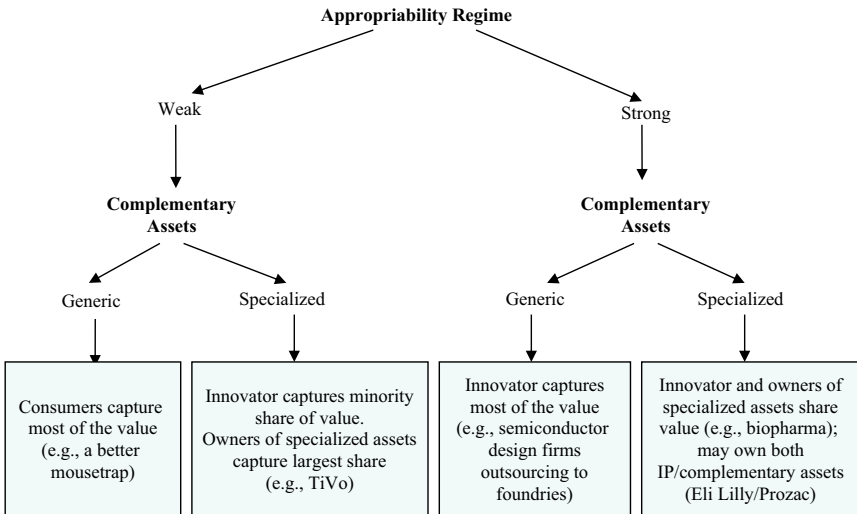 Appropriability Regime
Weak
Strong
Complementary
Assets
Complementary
Assets
Generic
Specialized
Generic
Specialized
Consumers capture
most of the value
(e.g., a better
mousetrap)
Innovator captures minority
share of value.
Owners of specialized assets
capture largest share
(e.g., TiVo)
Innovator captures
most of the value
(e.g., semiconductor
design firms
outsourcing to
foundries)
Innovator and owners of
specialized assets share
value (e.g., biopharma);
may own both
IP/complementary assets
(Eli Lilly/Prozac)